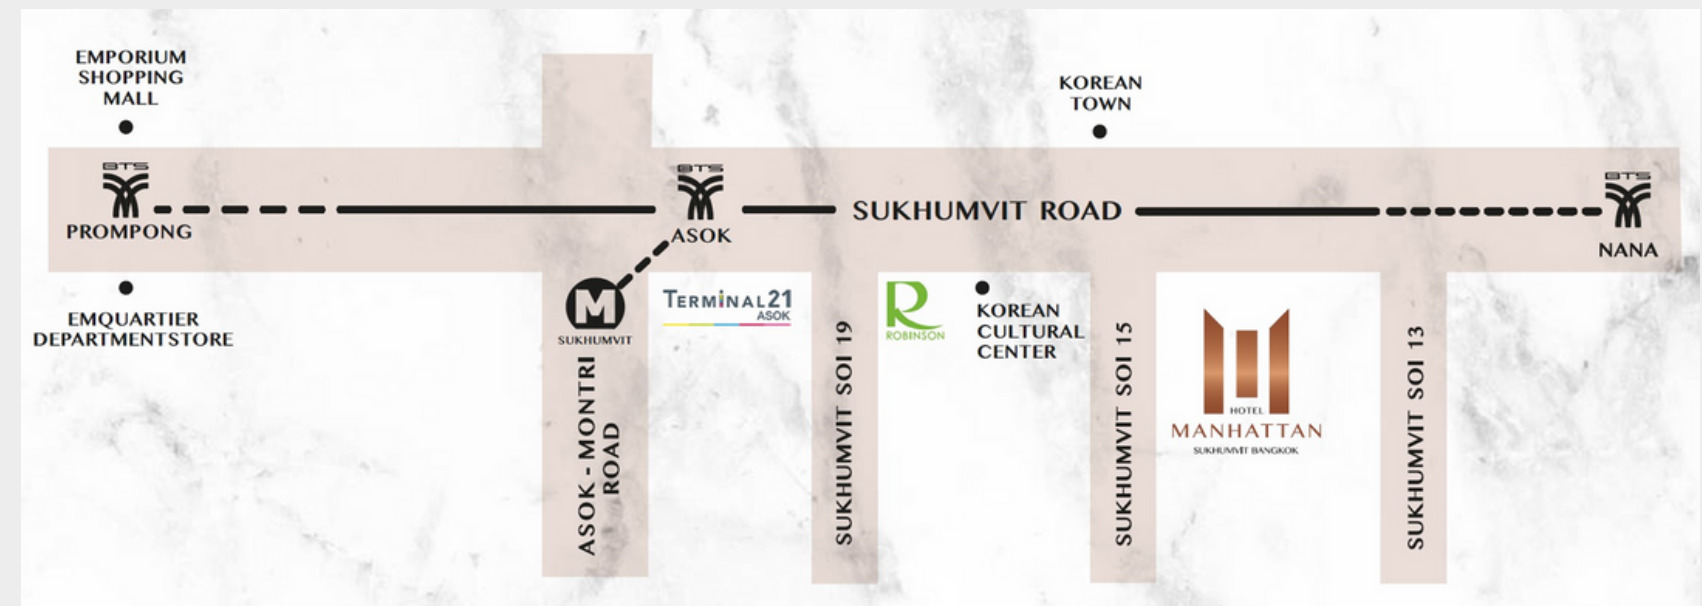 EMPORIUM
SHOPPING
MALL
KOREAN
TOWN
BTS
PROMPONG
BTS
ASOK
SUKHUMVIT ROAD
BTS
NANA
EMQUARTIER
DEPARTMENTSTORE
M
SUKHUMVIT
TERMINAL21
ASOK
R
ROBINSON
KOREAN
CULTURAL
CENTER
ASOK - MONTRI
ROAD
SUKHUMVIT SOI 19
SUKHUMVIT SOI 15
HOTEL
MANHATTAN
SUKHUMVIT BANGKOK
SUKHUMVIT SOI 13